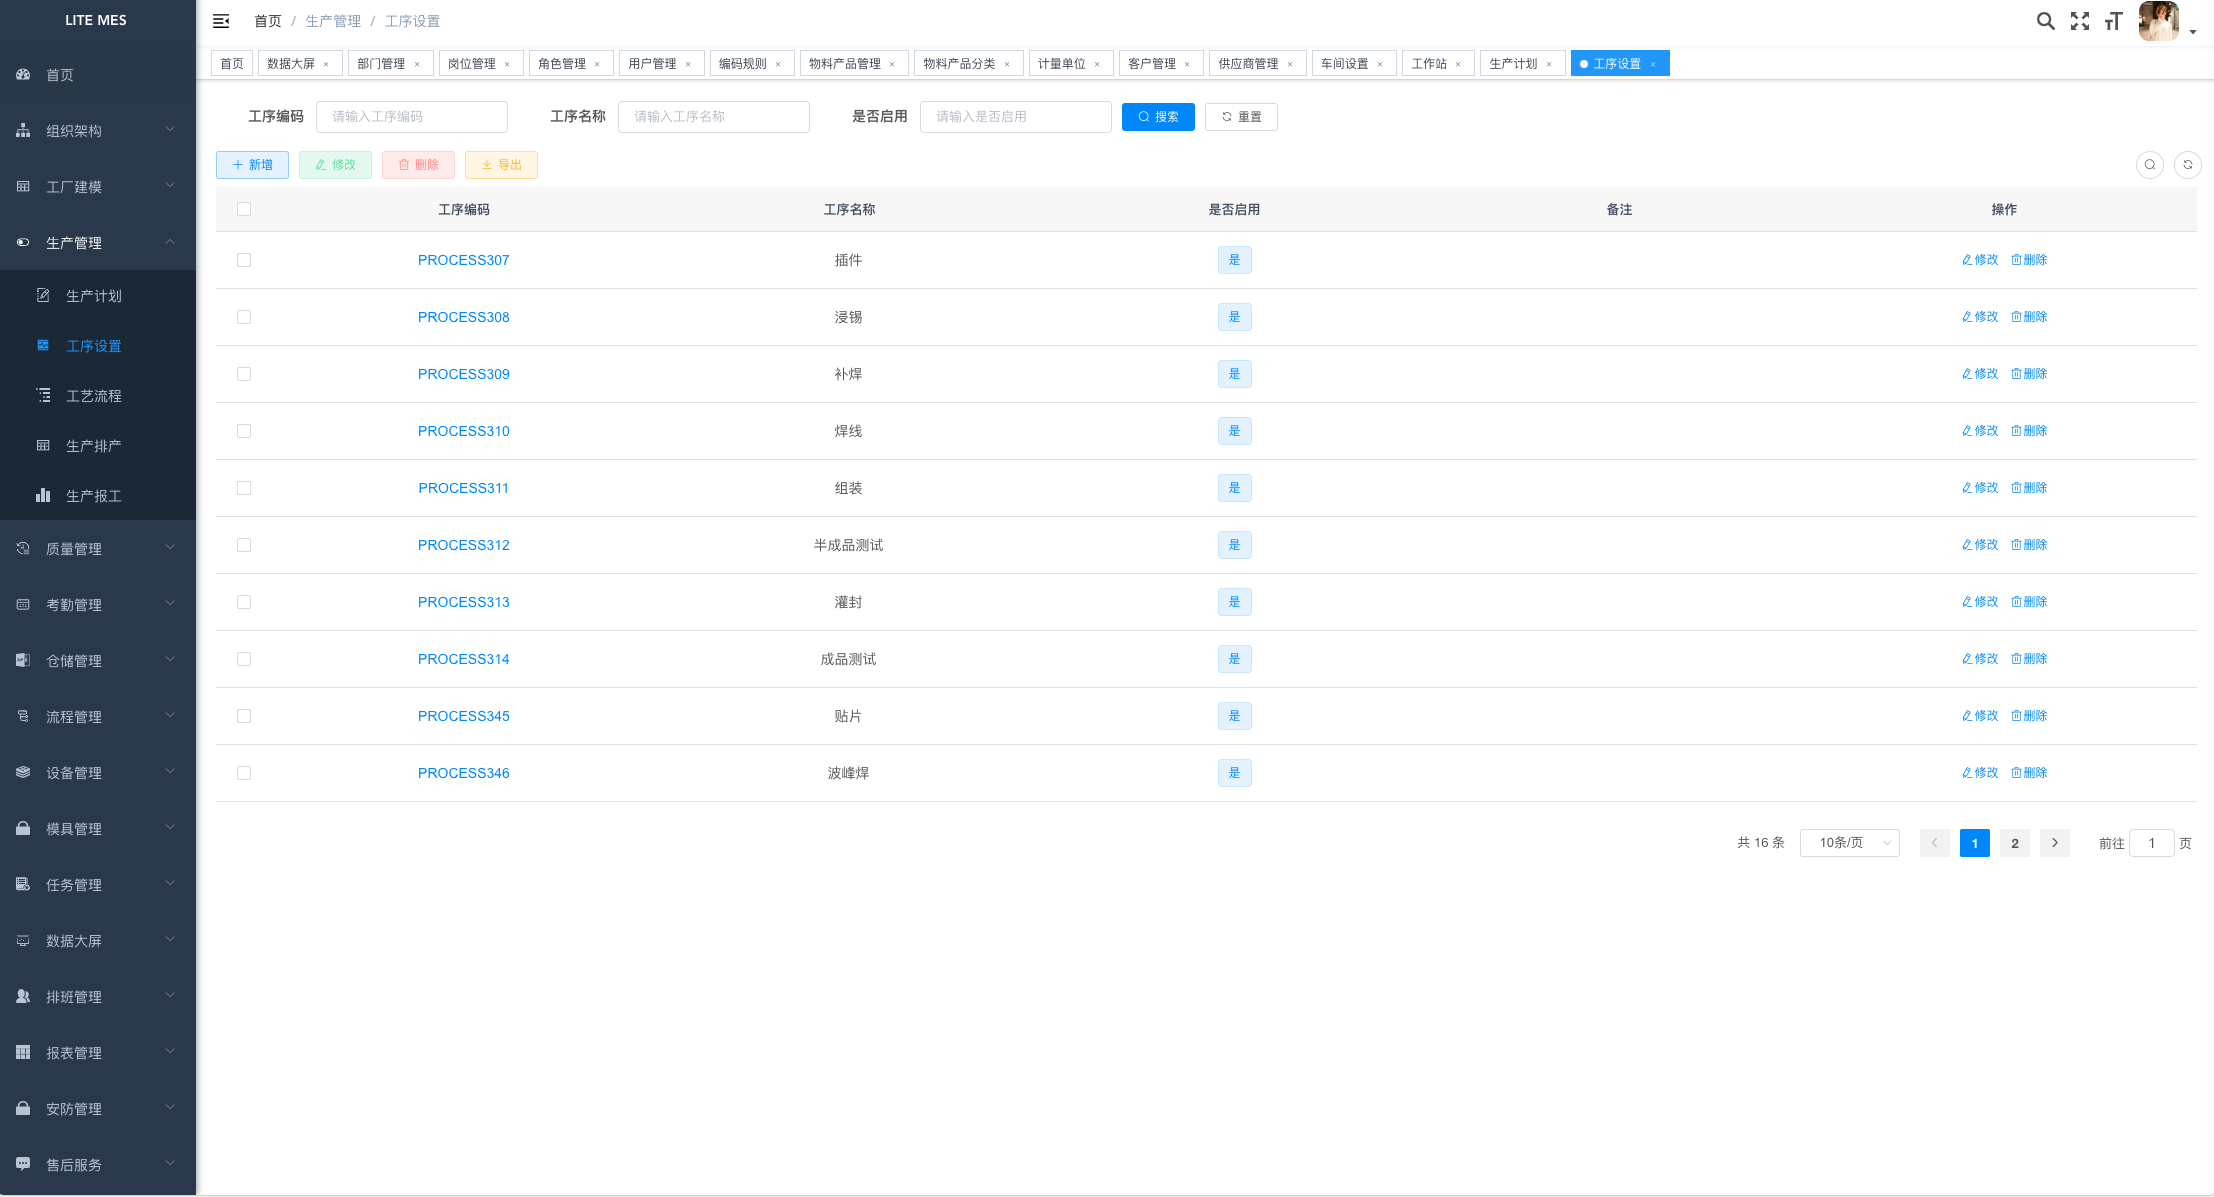 LITE MES
首页
组织架构
工厂建模
生产管理
生产计划
工序设置
工艺流程
生产排产
生产报工
质量管理
考勤管理
仓储管理
流程管理
设备管理
模具管理
任务管理
数据大屏
排班管理
报表管理
安防管理
售后服务
首页 / 生产管理 / 工序设置
首页 数据大屏 × 部门管理 × 岗位管理 × 角色管理 × 用户管理 × 编码规则 × 物料产品管理 × 物料产品分类 × 计量单位 × 客户管理 × 供应商管理 × 车间设置 × 工作站 × 生产计划 × 工序设置 ×
工序编码 请输入工序编码 工序名称 请输入工序名称 是否启用 请输入是否启用 搜索 重置
新增 修改 删除 导出
工序编码 工序名称 是否启用 备注 操作
PROCESS307 插件 是 修改 删除
PROCESS308 浸锡 是 修改 删除
PROCESS309 补焊 是 修改 删除
PROCESS310 焊线 是 修改 删除
PROCESS311 组装 是 修改 删除
PROCESS312 半成品测试 是 修改 删除
PROCESS313 灌封 是 修改 删除
PROCESS314 成品测试 是 修改 删除
PROCESS345 贴片 是 修改 删除
PROCESS346 波峰焊 是 修改 删除
共 16 条 10条/页 1 2 前往 1 页